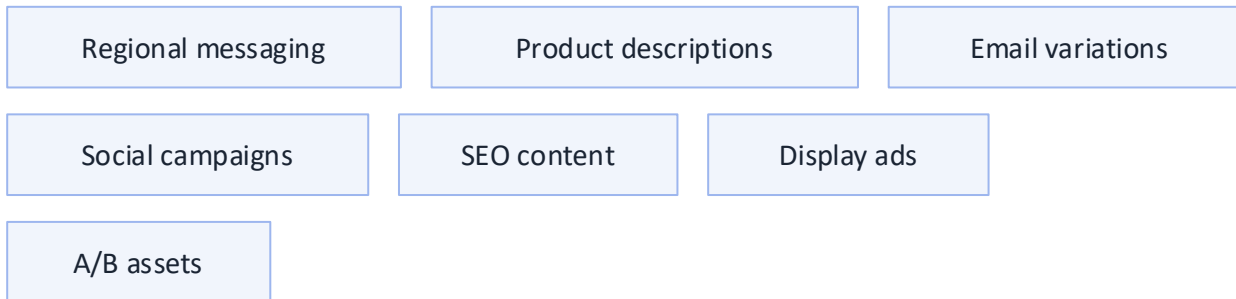 Regional messaging
Product descriptions
Email variations
Social campaigns
SEO content
Display ads
A/B assets